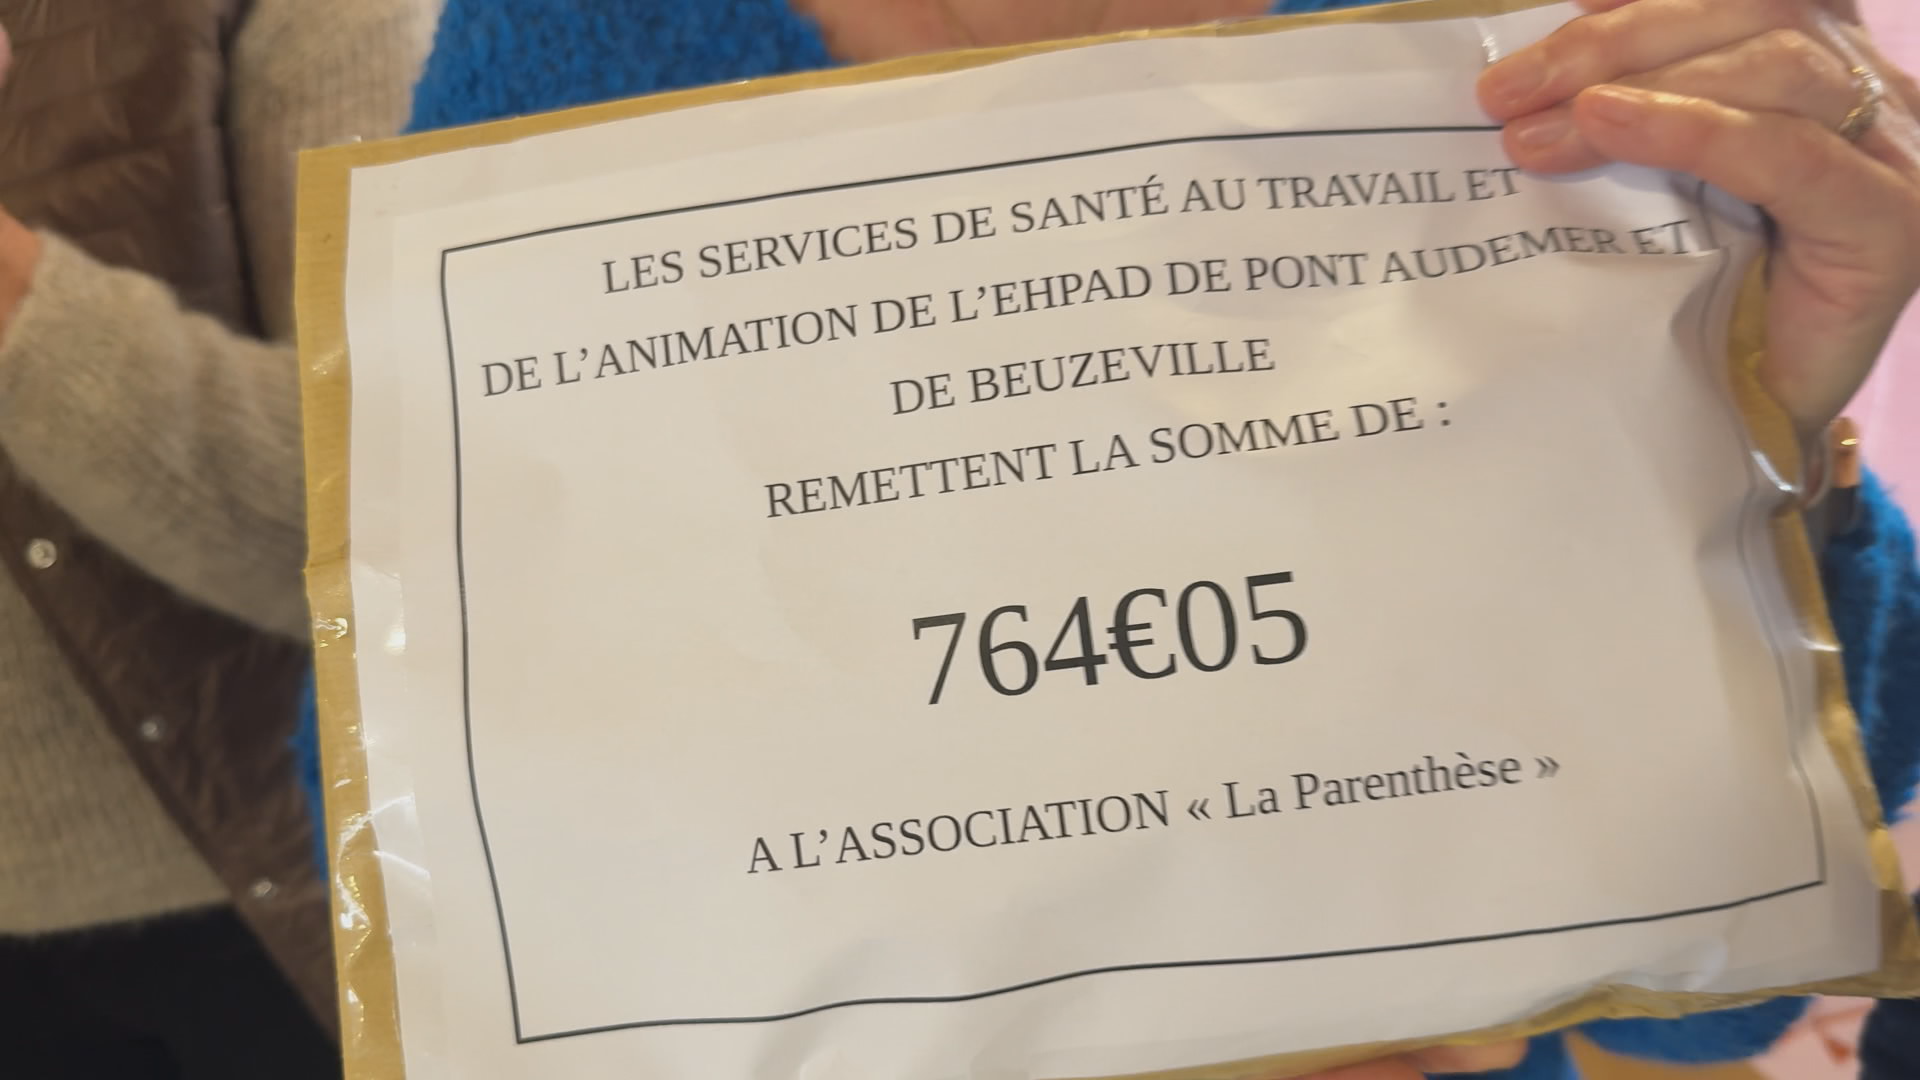 LES SERVICES DE SANTÉ AU TRAVAIL ET
DE L’ANIMATION DE L’EHPAD DE PONT AUDEMER ET
DE BEUZEVILLE
REMETTENT LA SOMME DE :
764€05
A L’ASSOCIATION « La Parenthèse »